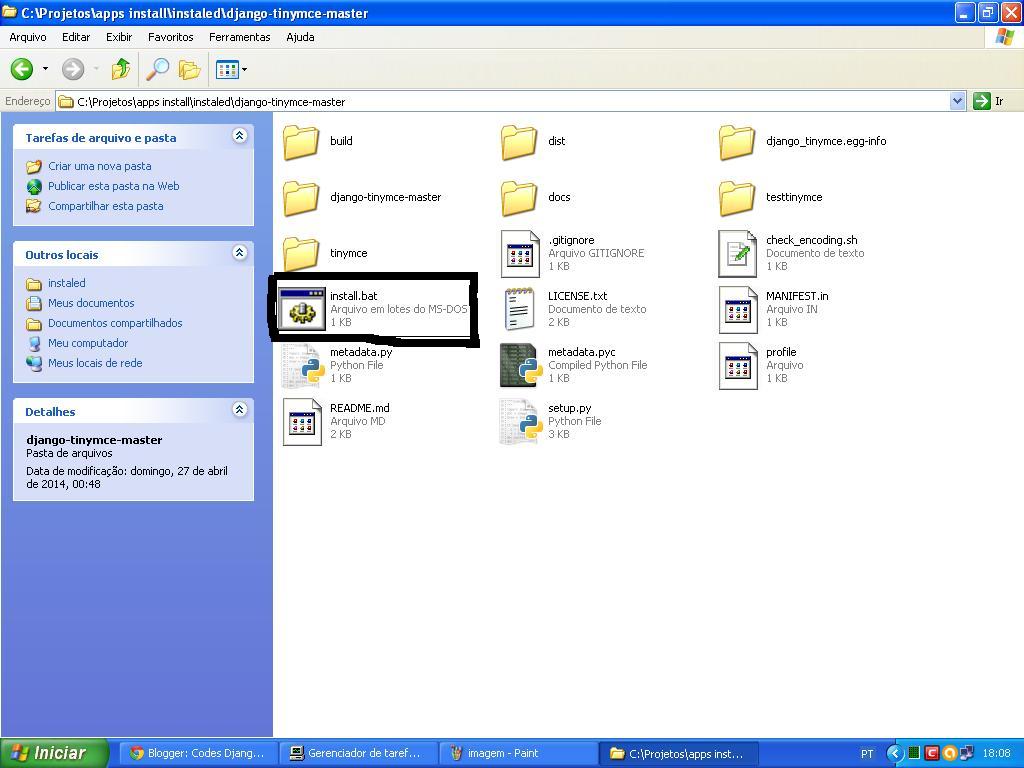 C:\Projetos\apps install\instaled\django-tinymce-master
Arquivo Editar Exibir Favoritos Ferramentas Ajuda
Endereço C:\Projetos\apps install\instaled\django-tinymce-master Ir
Tarefas de arquivo e pasta
Criar uma nova pasta
Publicar esta pasta na Web
Compartilhar esta pasta
Outros locais
instaled
Meus documentos
Documentos compartilhados
Meu computador
Meus locais de rede
Detalhes
django-tinymce-master
Pasta de arquivos
Data de modificação: domingo, 27 de abril
de 2014, 00:48
build
dist
django_tinymce.egg-info
django-tinymce-master
docs
testtinymce
tinymce
.gitignore
Arquivo GITIGNORE
1 KB
check_encoding.sh
Documento de texto
1 KB
install.bat
Arquivo em lotes do MS-DOS
1 KB
LICENSE.txt
Documento de texto
2 KB
MANIFEST.in
Arquivo IN
1 KB
metadata.py
Python File
1 KB
metadata.pyc
Compiled Python File
1 KB
profile
Arquivo
1 KB
README.md
Arquivo MD
2 KB
setup.py
Python File
3 KB
Iniciar
Blogger: Codes Djang...
Gerenciador de taref...
imagem - Paint
C:\Projetos\apps inst...
PT
18:08